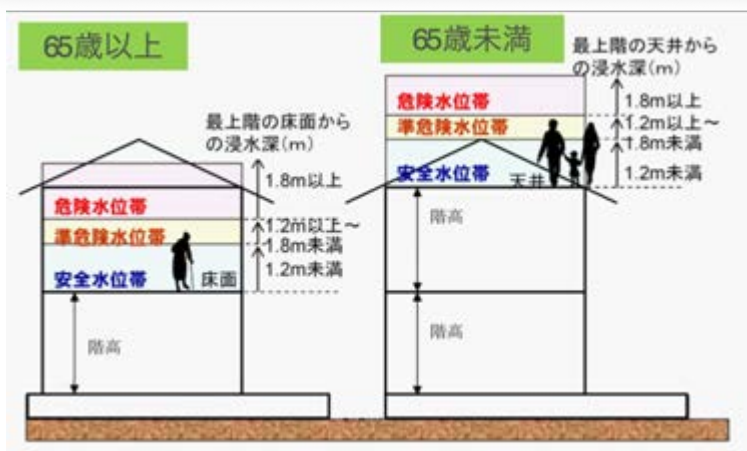 65歳以上
最上階の床面から
の浸水深(m)
1.8m以上
1.2m以上～
1.8m未満
1.2m未満
危険水位帯
準危険水位帯
安全水位帯
床面
階高
65歳未満
最上階の天井から
の浸水深(m)
1.8m以上
1.2m以上～
1.8m未満
1.2m未満
危険水位帯
準危険水位帯
安全水位帯
天井
階高
階高